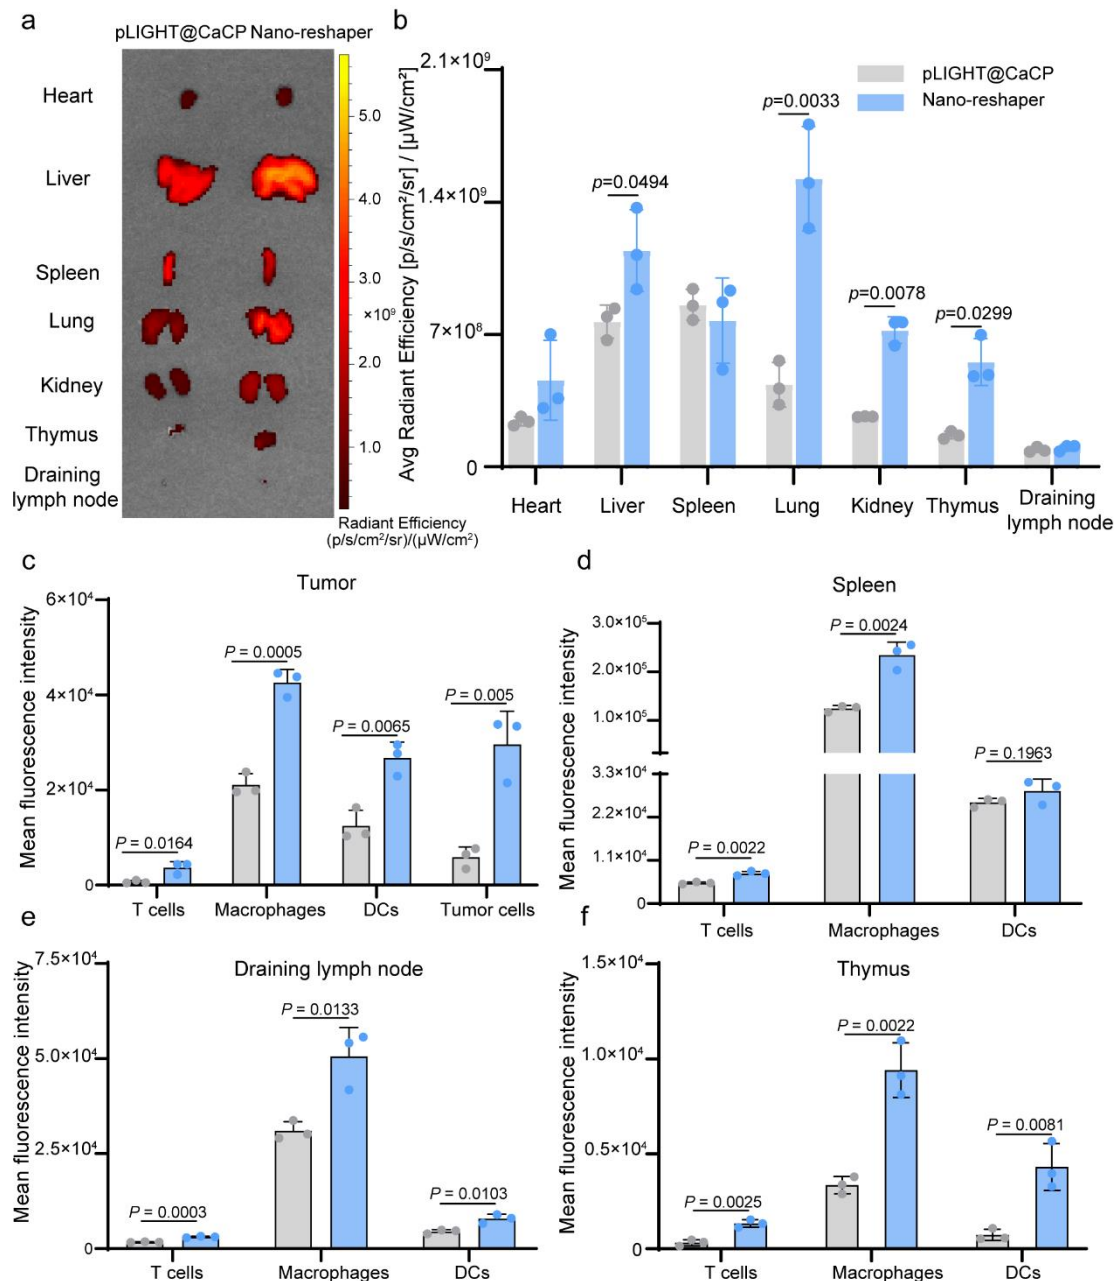 a
pLIGHT@CaCP Nano-reshaper
Heart
Liver
Spleen
Lung
Kidney
Thymus
Draining
lymph node
5.0
4.0
3.0
×10⁹
2.0
1.0
Radiant Efficiency
(p/s/cm²/sr)/(µW/cm²)
b
Avg Radiant Efficiency [p/s/cm²/sr] / [µW/cm²]
2.1×10⁹
1.4×10⁹
7×10⁸
0
pLIGHT@CaCP
Nano-reshaper
p=0.0494
p=0.0033
p=0.0078
p=0.0299
Heart
Liver
Spleen
Lung
Kidney
Thymus
Draining
lymph node
c
Tumor
Mean fluorescence intensity
6×10⁴
4×10⁴
2×10⁴
0
P = 0.0164
P = 0.0005
P = 0.0065
P = 0.005
T cells
Macrophages
DCs
Tumor cells
d
Spleen
Mean fluorescence intensity
3.0×10⁵
2.0×10⁵
1.0×10⁵
3.3×10⁴
2.2×10⁴
1.1×10⁴
0
P = 0.0022
P = 0.0024
P = 0.1963
T cells
Macrophages
DCs
e
Draining lymph node
Mean fluorescence intensity
7.5×10⁴
5.0×10⁴
2.5×10⁴
0
P = 0.0003
P = 0.0133
P = 0.0103
T cells
Macrophages
DCs
f
Thymus
Mean fluorescence intensity
1.5×10⁴
1.0×10⁴
0.5×10⁴
0
P = 0.0025
P = 0.0022
P = 0.0081
T cells
Macrophages
DCs